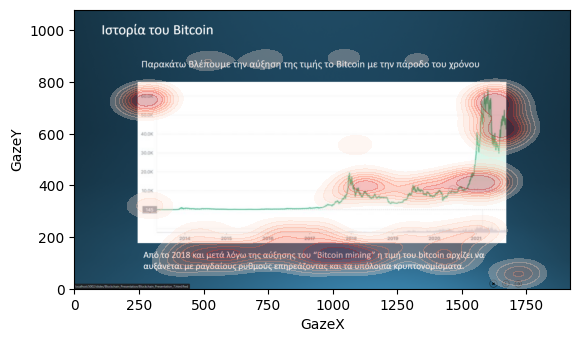 1000
Ιστορία του Bitcoin
Παρακάτω βλέπουμε την αύξηση της τιμής το Bitcoin με την πάροδο του χρόνου
800
600
GazeY
400
200
Από το 2018 και μετά λόγω της αύξησης του "Bitcoin mining" η τιμή του bitcoin αρχίζει να
αυξάνεται με ραγδαίους ρυθμούς επηρεάζοντας και τα υπόλοιπα κρυπτονομίσματα.
0
0 250 500 750 1000 1250 1500 1750
GazeX